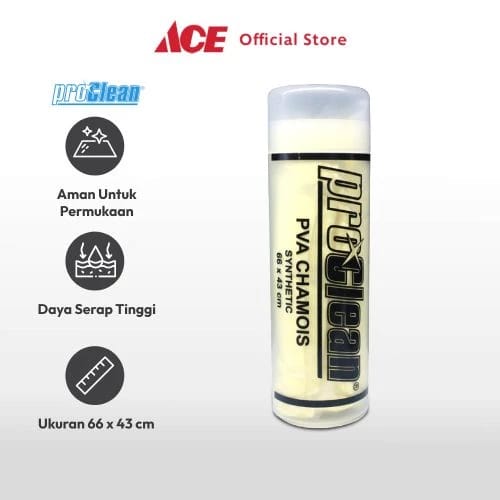 ACE Official Store
proclean®
Aman Untuk
Permukaan
Daya Serap Tinggi
Ukuran 66 x 43 cm
proclean®
PVA CHAMOIS
SYNTHETIC
66 x 43 cm